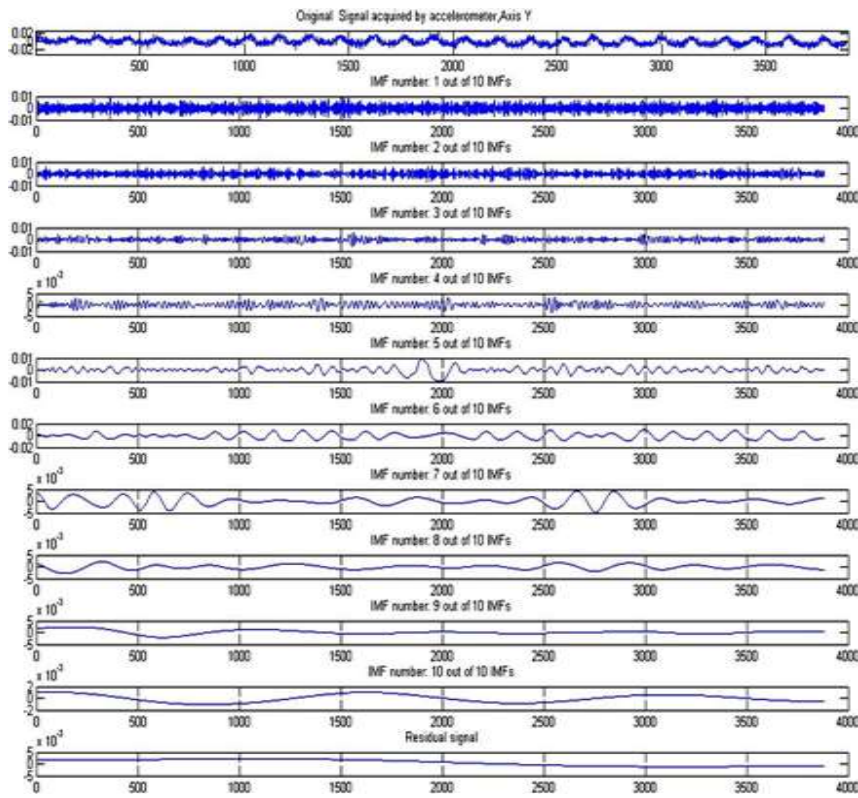 Original Signal acquired by accelerometer,Axis Y
0.02
0
-0.02
500 1000 1500 2000 2500 3000 3500
IMF number: 1 out of 10 IMFs
0.01
0
-0.01
0 500 1000 1500 2000 2500 3000 3500 4000
IMF number: 2 out of 10 IMFs
0.01
0
-0.01
0 500 1000 1500 2000 2500 3000 3500 4000
IMF number: 3 out of 10 IMFs
0.01
0
-0.01
0 500 1000 1500 2000 2500 3000 3500 4000
x 10⁻³ IMF number: 4 out of 10 IMFs
5
0
-5
0 500 1000 1500 2000 2500 3000 3500 4000
IMF number: 5 out of 10 IMFs
0.01
0
-0.01
0 500 1000 1500 2000 2500 3000 3500 4000
IMF number: 6 out of 10 IMFs
0.02
0
-0.02
0 500 1000 1500 2000 2500 3000 3500 4000
x 10⁻³ IMF number: 7 out of 10 IMFs
5
0
-5
0 500 1000 1500 2000 2500 3000 3500 4000
x 10⁻³ IMF number: 8 out of 10 IMFs
5
0
-5
0 500 1000 1500 2000 2500 3000 3500 4000
x 10⁻³ IMF number: 9 out of 10 IMFs
5
0
-5
0 500 1000 1500 2000 2500 3000 3500 4000
x 10⁻³ IMF number: 10 out of 10 IMFs
2
0
-2
0 500 1000 1500 2000 2500 3000 3500 4000
x 10⁻³ Residual signal
5
0
-5
0 500 1000 1500 2000 2500 3000 3500 4000